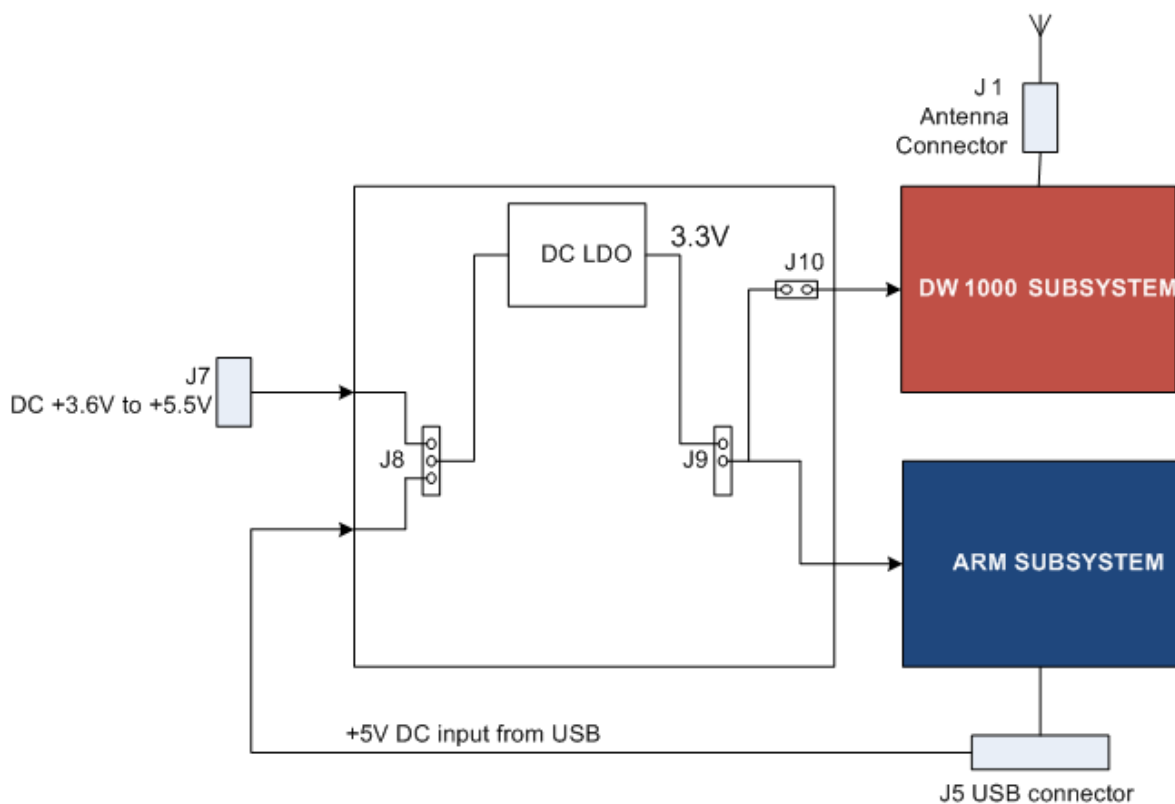 J 1
Antenna
Connector
DC LDO
3.3V
J10
DW 1000 SUBSYSTEM
J7
DC +3.6V to +5.5V
J8
J9
ARM SUBSYSTEM
+5V DC input from USB
J5 USB connector